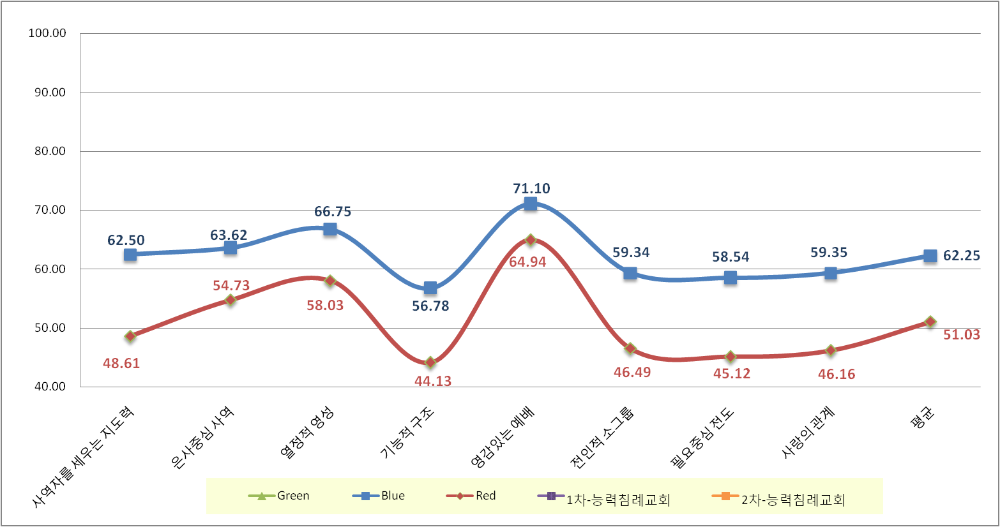 100.00
90.00
80.00
70.00
60.00
50.00
40.00
62.50
63.62
66.75
56.78
71.10
59.34
58.54
59.35
62.25
48.61
54.73
58.03
44.13
64.94
46.49
45.12
46.16
51.03
사역자를 세우는 지도력
은사중심 사역
열정적 영성
기능적 구조
영감있는 예배
전인적 소그룹
필요중심 전도
사랑의 관계
평균
Green Blue Red 1차-능력침례교회 2차-능력침례교회